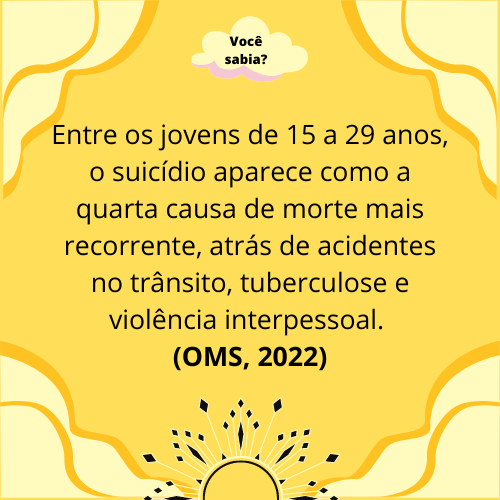 Você
sabia?
Entre os jovens de 15 a 29 anos,
o suicídio aparece como a
quarta causa de morte mais
recorrente, atrás de acidentes
no trânsito, tuberculose e
violência interpessoal.
(OMS, 2022)